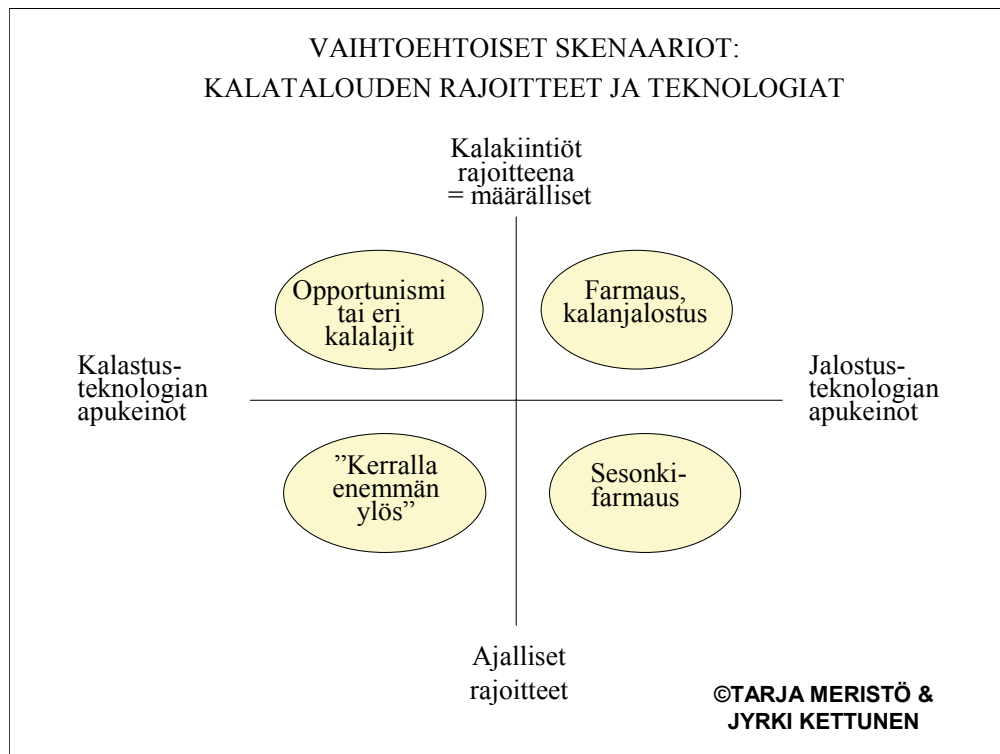 VAIHTOEHTOISET SKENAARIOT:
KALATALOUDEN RAJOITTEET JA TEKNOLOGIAT
Kalakiintiöt
rajoitteena
= määrälliset
Opportunismi
tai eri
kalalajit
Farmaus,
kalanjalostus
Kalastus-
teknologian
apukeinot
Jalostus-
teknologian
apukeinot
”Kerralla
enemmän
ylös”
Sesonki-
farmaus
Ajalliset
rajoitteet
©TARJA MERISTÖ &
JYRKI KETTUNEN